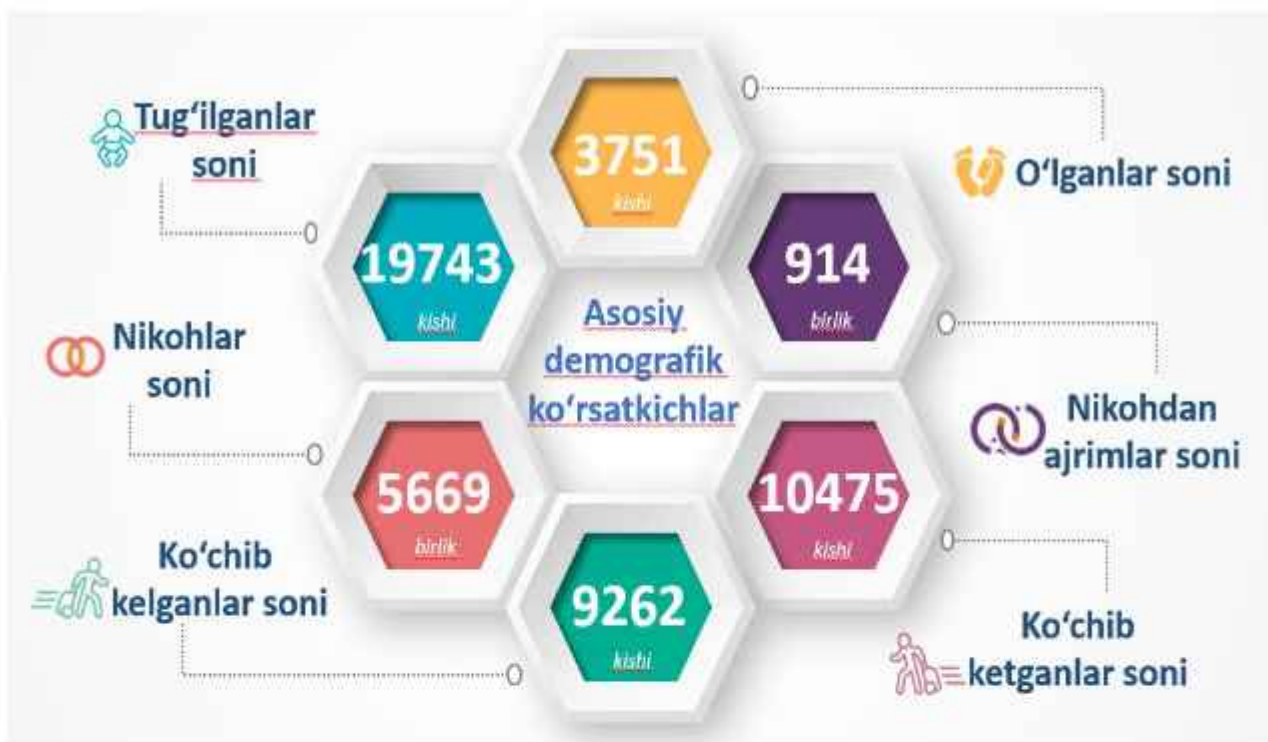 Tug‘ilganlar
soni
19743
kishi
3751
kishi
O‘lganlar soni
914
birlik
Asosiy
demografik
ko‘rsatkichlar
Nikohlar
soni
5669
birlik
Nikohdan
ajrimlar soni
10475
kishi
Ko‘chib
kelganlar soni
9262
kishi
Ko‘chib
ketganlar soni